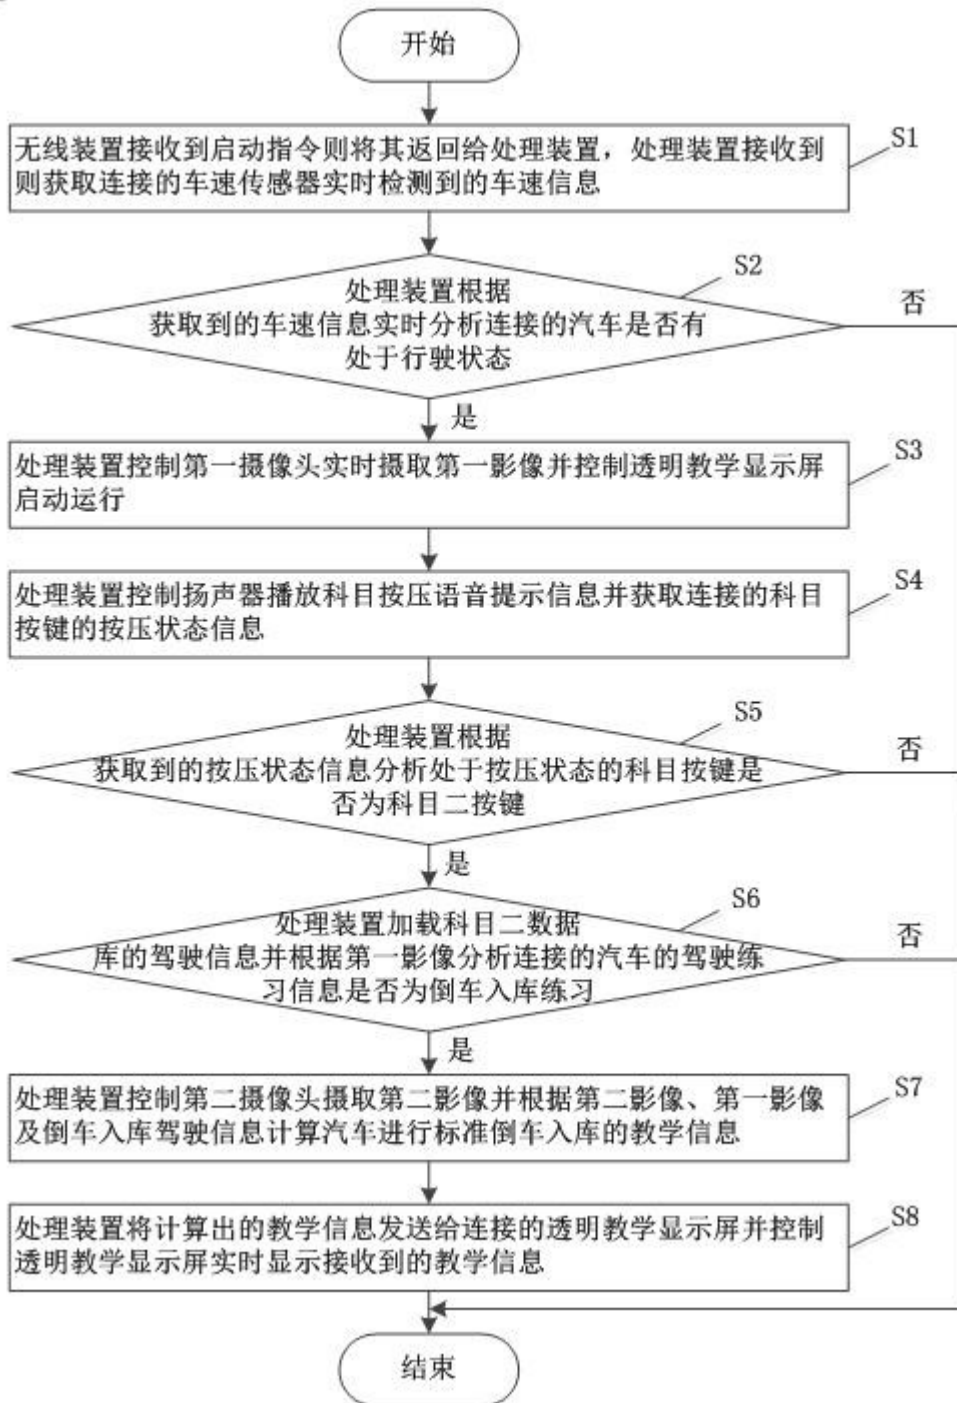 开始
无线装置接收到启动指令则将其返回给处理装置，处理装置接收到
则获取连接的车速传感器实时检测到的车速信息
S1
处理装置根据
获取到的车速信息实时分析连接的汽车是否有
处于行驶状态
S2
否
是
处理装置控制第一摄像头实时摄取第一影像并控制透明教学显示屏
启动运行
S3
处理装置控制扬声器播放科目按压语音提示信息并获取连接的科目
按键的按压状态信息
S4
处理装置根据
获取到的按压状态信息分析处于按压状态的科目按键是
否为科目二按键
S5
否
是
处理装置加载科目二数据
库的驾驶信息并根据第一影像分析连接的汽车的驾驶练
习信息是否为倒车入库练习
S6
否
是
处理装置控制第二摄像头摄取第二影像并根据第二影像、第一影像
及倒车入库驾驶信息计算汽车进行标准倒车入库的教学信息
S7
处理装置将计算出的教学信息发送给连接的透明教学显示屏并控制
透明教学显示屏实时显示接收到的教学信息
S8
结束